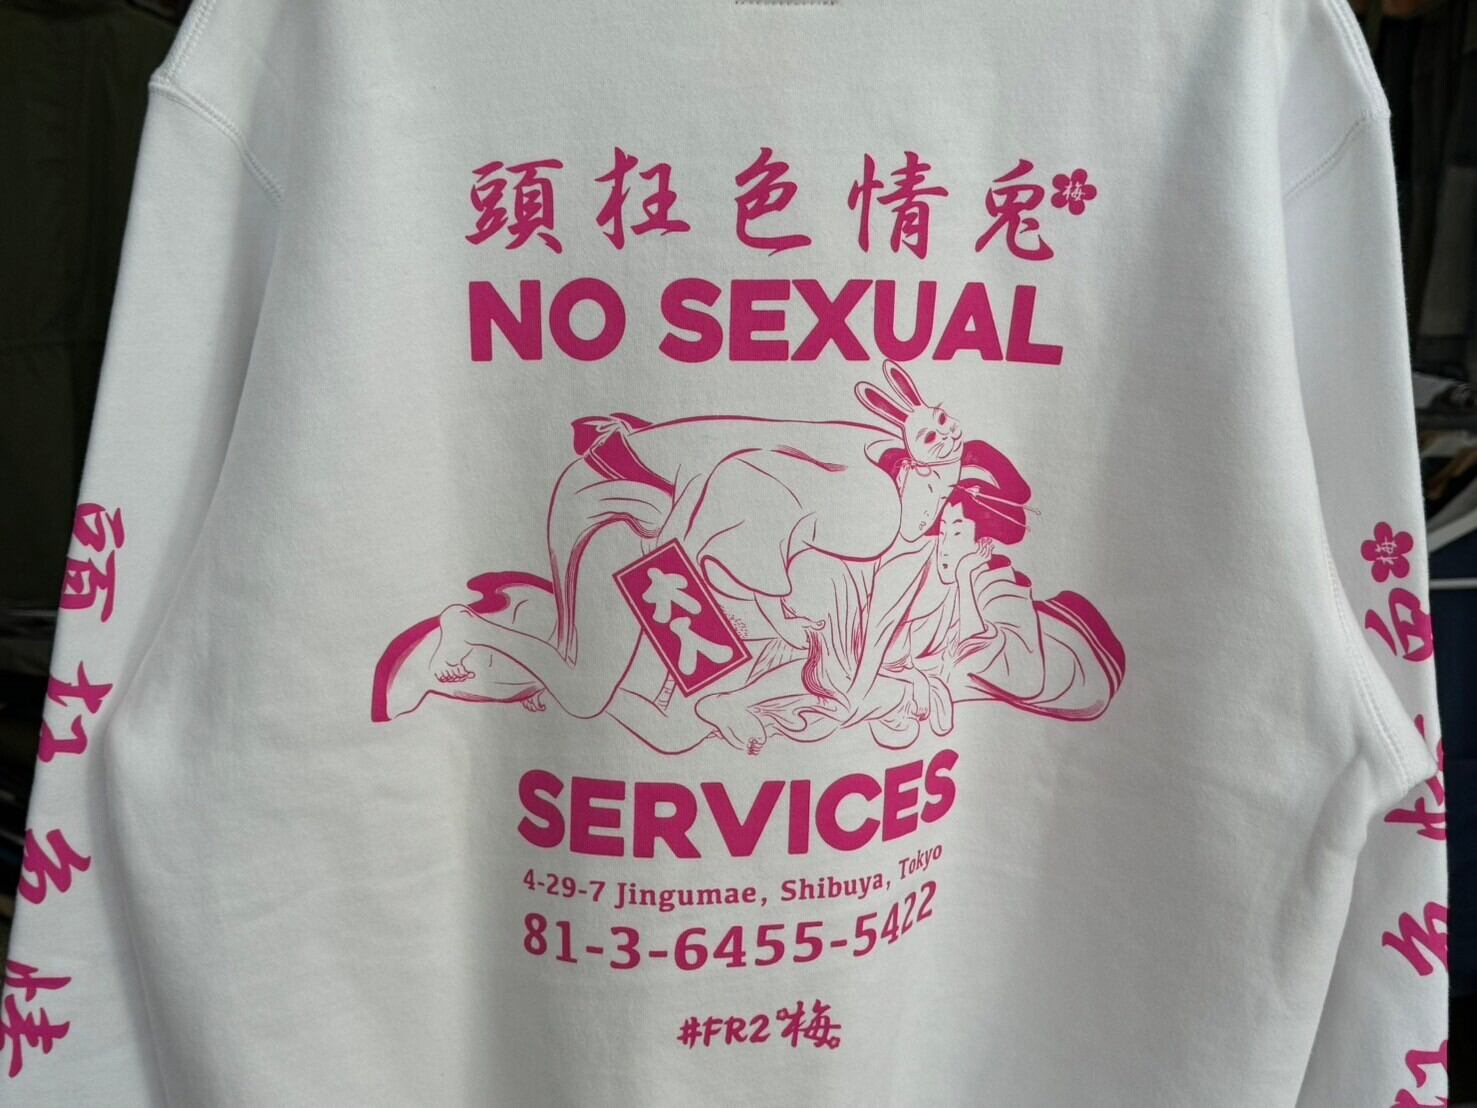 頭狂色情兎梅
NO SEXUAL
大人
SERVICES
4-29-7 Jingumae, Shibuya, Tokyo
81-3-6455-5422
#FR2梅
梅